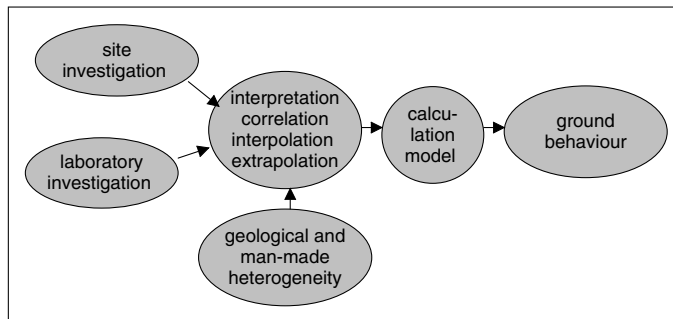 site
investigation
laboratory
investigation
interpretation
correlation
interpolation
extrapolation
geological and
man-made
heterogeneity
calcu-
lation
model
ground
behaviour